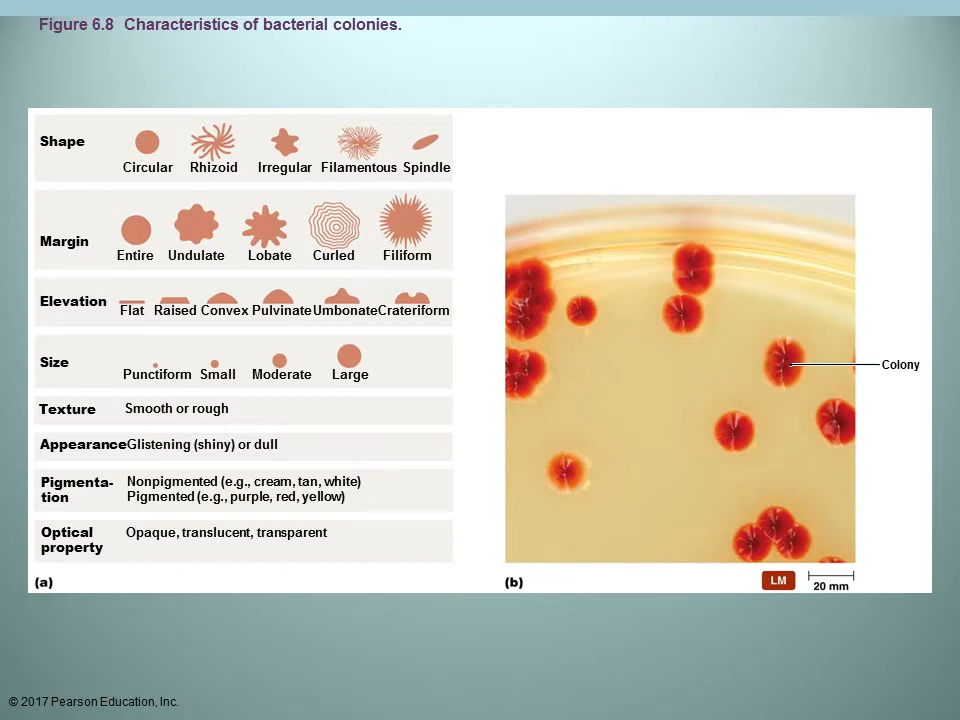 Figure 6.8  Characteristics of bacterial colonies.
Shape
Circular Rhizoid Irregular Filamentous Spindle
Margin
Entire Undulate Lobate Curled Filiform
Elevation
Flat Raised Convex Pulvinate Umbonate Crateriform
Size
Punctiform Small Moderate Large
Texture Smooth or rough
Appearance Glistening (shiny) or dull
Pigmenta-
tion
Nonpigmented (e.g., cream, tan, white)
Pigmented (e.g., purple, red, yellow)
Optical
property
Opaque, translucent, transparent
(a)
Colony
(b)
LM
20 mm
© 2017 Pearson Education, Inc.